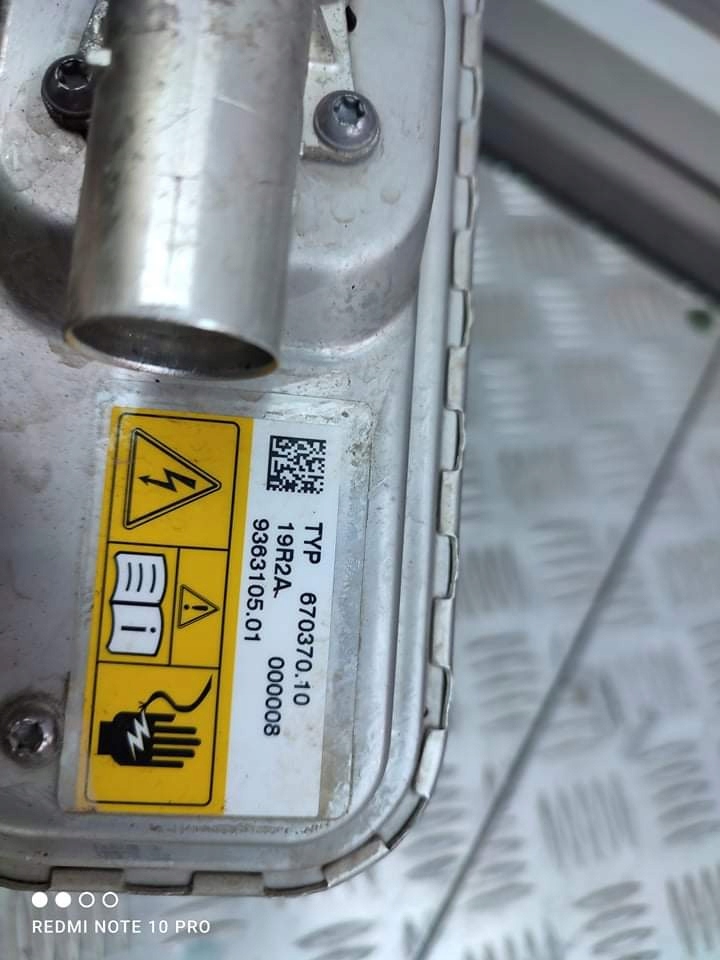 TYP 670370.10
19R2A 000008
9363105.01
REDMI NOTE 10 PRO